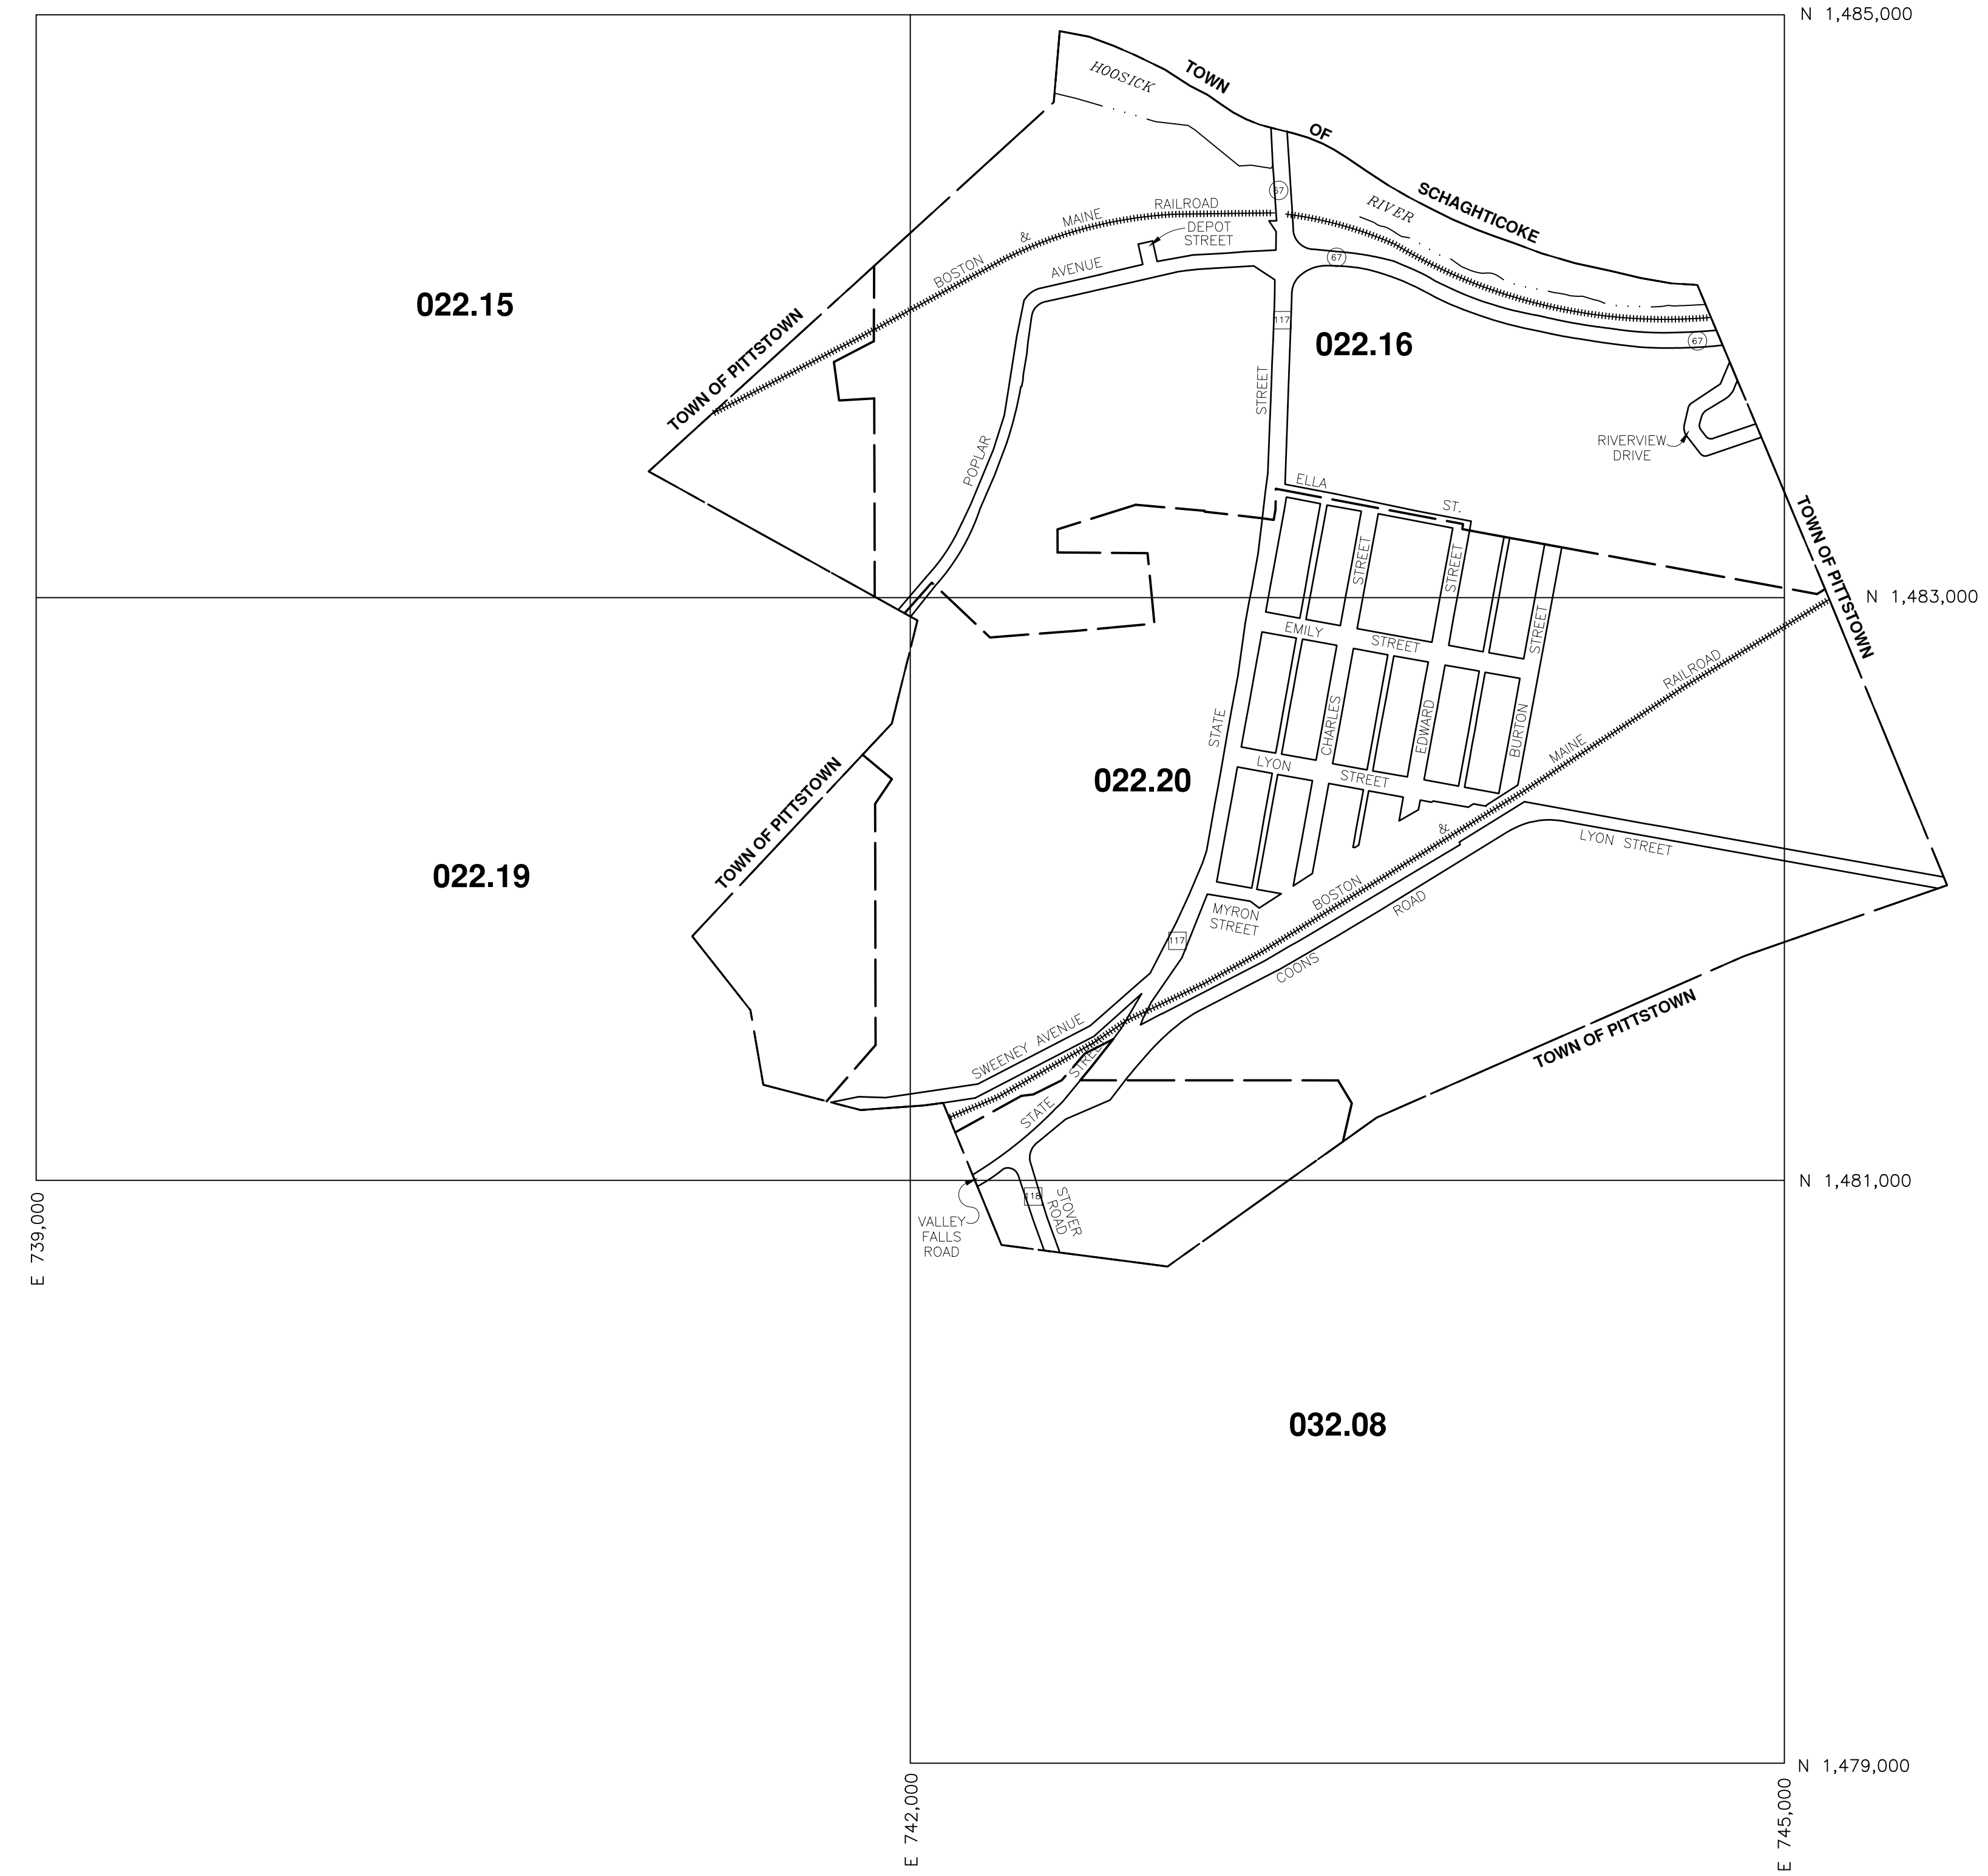 N 1,485,000
HOOSICK
TOWN
OF
SCHAGHTICOKE
RIVER
67
BOSTON & MAINE RAILROAD
DEPOT
STREET
67
AVENUE
117
022.15
022.16
67
TOWN OF PITTSTOWN
STREET
RIVERVIEW
DRIVE
POPLAR
ELLA ST.
TOWN OF PITTSTOWN
STREET
STREET
N 1,483,000
EMILY STREET
STREET
RAILROAD
STATE
CHARLES
EDWARD
BURTON
MAINE
TOWN OF PITTSTOWN
022.20
LYON STREET
&
LYON STREET
022.19
BOSTON
ROAD
MYRON
STREET
117
COONS
TOWN OF PITTSTOWN
SWEENEY AVENUE
STREET
STATE
N 1,481,000
118
STOVER
ROAD
VALLEY
FALLS
ROAD
E 739,000
032.08
N 1,479,000
E 742,000
E 745,000